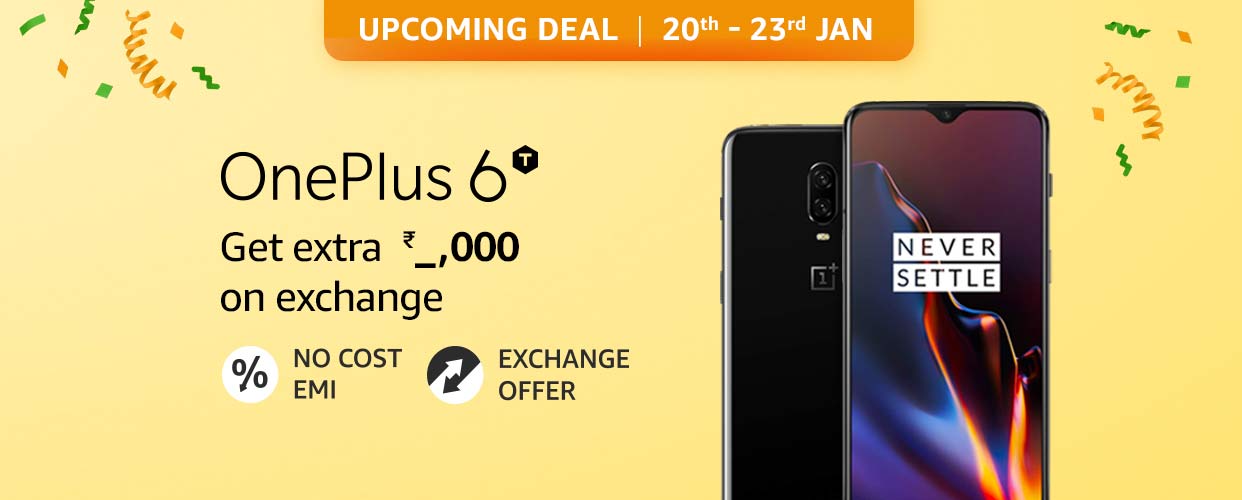 UPCOMING DEAL | 20th - 23rd JAN
OnePlus 6T
Get extra ₹_,000
on exchange
% NO COST
EMI
EXCHANGE
OFFER
1+
NEVER
SETTLE